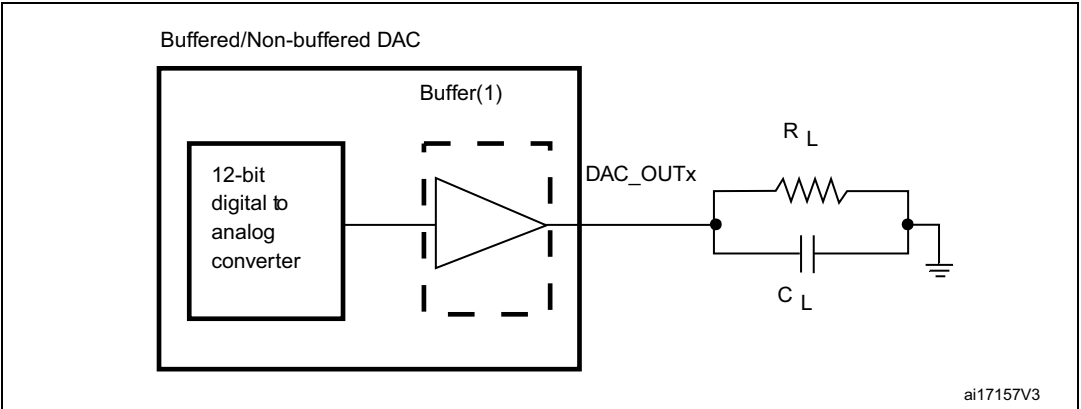 Buffered/Non-buffered DAC
Buffer(1)
12-bit
digital to
analog
converter
DAC_OUTx
R L
C L
ai17157V3